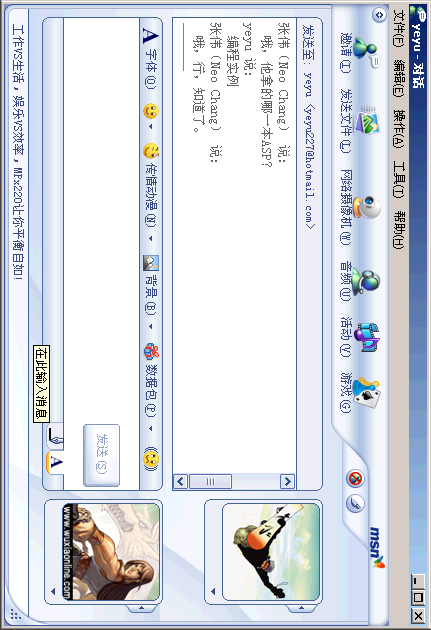 yeyu - 对话
文件(F) 编辑(E) 操作(A) 工具(T) 帮助(H)
邀请(I) 发送文件(L) 网络摄像机(W) 音频(U) 活动(V) 游戏(G)
msn
发送至: yeyu <yeyu227@hotmail.com>
张伟 (Neo Chang) 说:
哦, 他拿的哪一本ASP?
yeyu 说:
编程实例
张伟 (Neo Chang) 说:
哦, 行, 知道了。
字体(O) 传情动漫(N) 背景(B) 数据包(P)
发送(S)
A
在此输入消息
www.wuxiaonline.com
工作VS生活，娱乐VS效率，MPx220让你平衡自如!